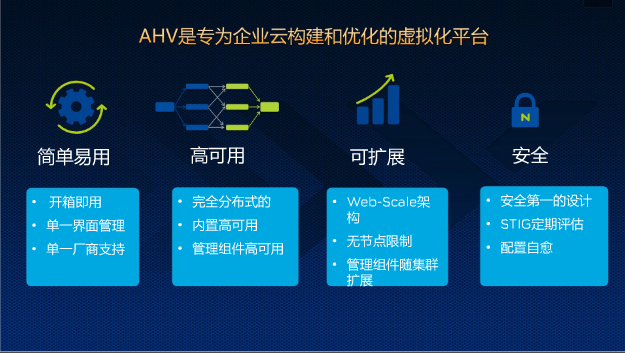 AHV是专为企业云构建和优化的虚拟化平台
简单易用
高可用
可扩展
安全
• 开箱即用
• 单一界面管理
• 单一厂商支持
• 完全分布式的
• 内置高可用
• 管理组件高可用
• Web-Scale架
构
• 无节点限制
• 管理组件随集群
扩展
• 安全第一的设计
• STIG定期评估
• 配置自愈